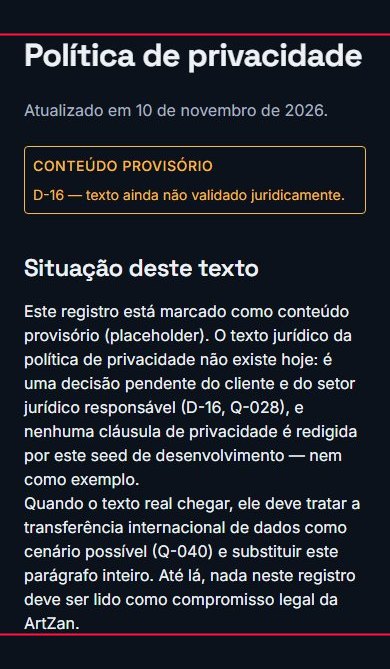 Política de privacidade
Atualizado em 10 de novembro de 2026.
CONTEÚDO PROVISÓRIO
D-16 — texto ainda não validado juridicamente.
Situação deste texto
Este registro está marcado como conteúdo
provisório (placeholder). O texto jurídico da
política de privacidade não existe hoje: é
uma decisão pendente do cliente e do setor
jurídico responsável (D-16, Q-028), e
nenhuma cláusula de privacidade é redigida
por este seed de desenvolvimento — nem
como exemplo.
Quando o texto real chegar, ele deve tratar a
transferência internacional de dados como
cenário possível (Q-040) e substituir este
parágrafo inteiro. Até lá, nada neste registro
deve ser lido como compromisso legal da
ArtZan.